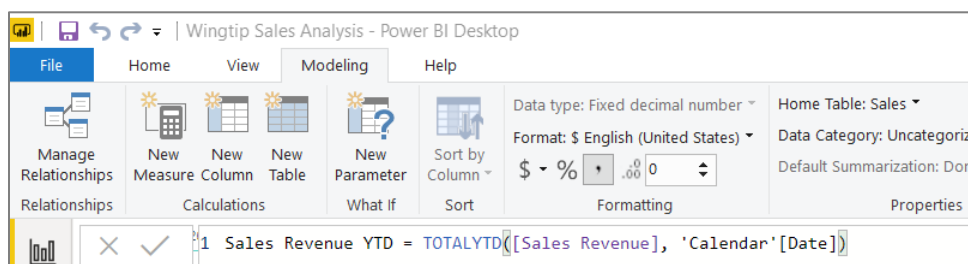 Wingtip Sales Analysis - Power BI Desktop
File Home View Modeling Help
Manage Relationships
New Measure
New Column
New Table
New Parameter
Sort by Column
Data type: Fixed decimal number
Format: $ English (United States)
$ % , .00 0
Home Table: Sales
Data Category: Uncategoriz
Default Summarization: Don
Relationships Calculations What If Sort Formatting Properties
1 Sales Revenue YTD = TOTALYTD([Sales Revenue], 'Calendar'[Date])